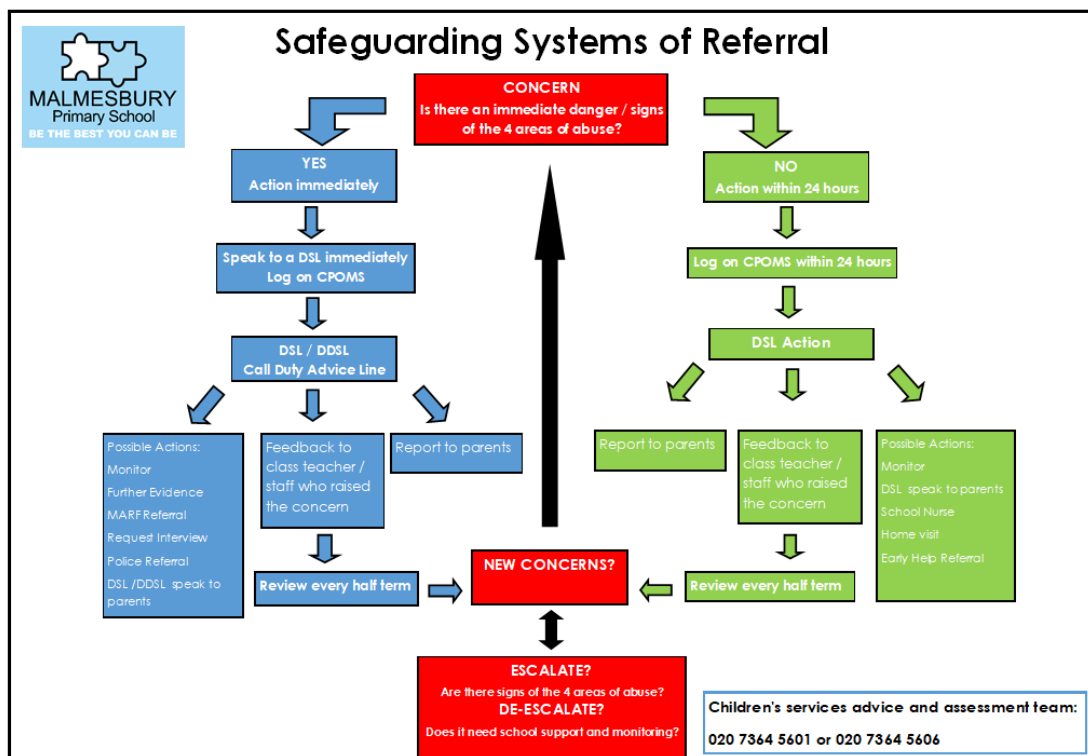 Safeguarding Systems of Referral
MALMESBURY
Primary School
BE THE BEST YOU CAN BE
CONCERN
Is there an immediate danger / signs
of the 4 areas of abuse?
YES
Action immediately
NO
Action within 24 hours
Speak to a DSL immediately
Log on CPOMS
Log on CPOMS within 24 hours
DSL / DDSL
Call Duty Advice Line
DSL Action
Possible Actions:
Monitor
Further Evidence
MARF Referral
Request Interview
Police Referral
DSL /DDSL speak to
parents
Feedback to
class teacher /
staff who raised
the concern
Report to parents
Report to parents
Feedback to
class teacher /
staff who raised
the concern
Possible Actions:
Monitor
DSL speak to parents
School Nurse
Home visit
Early Help Referral
Review every half term
NEW CONCERNS?
Review every half term
ESCALATE?
Are there signs of the 4 areas of abuse?
DE-ESCALATE?
Does it need school support and monitoring?
Children's services advice and assessment team:
020 7364 5601 or 020 7364 5606